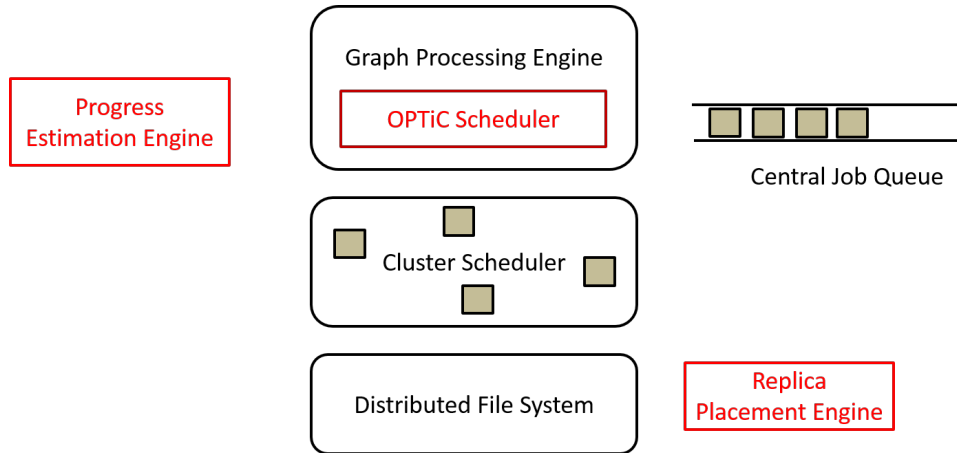 Graph Processing Engine
Progress
Estimation Engine
OPTiC Scheduler
Central Job Queue
Cluster Scheduler
Distributed File System
Replica
Placement Engine